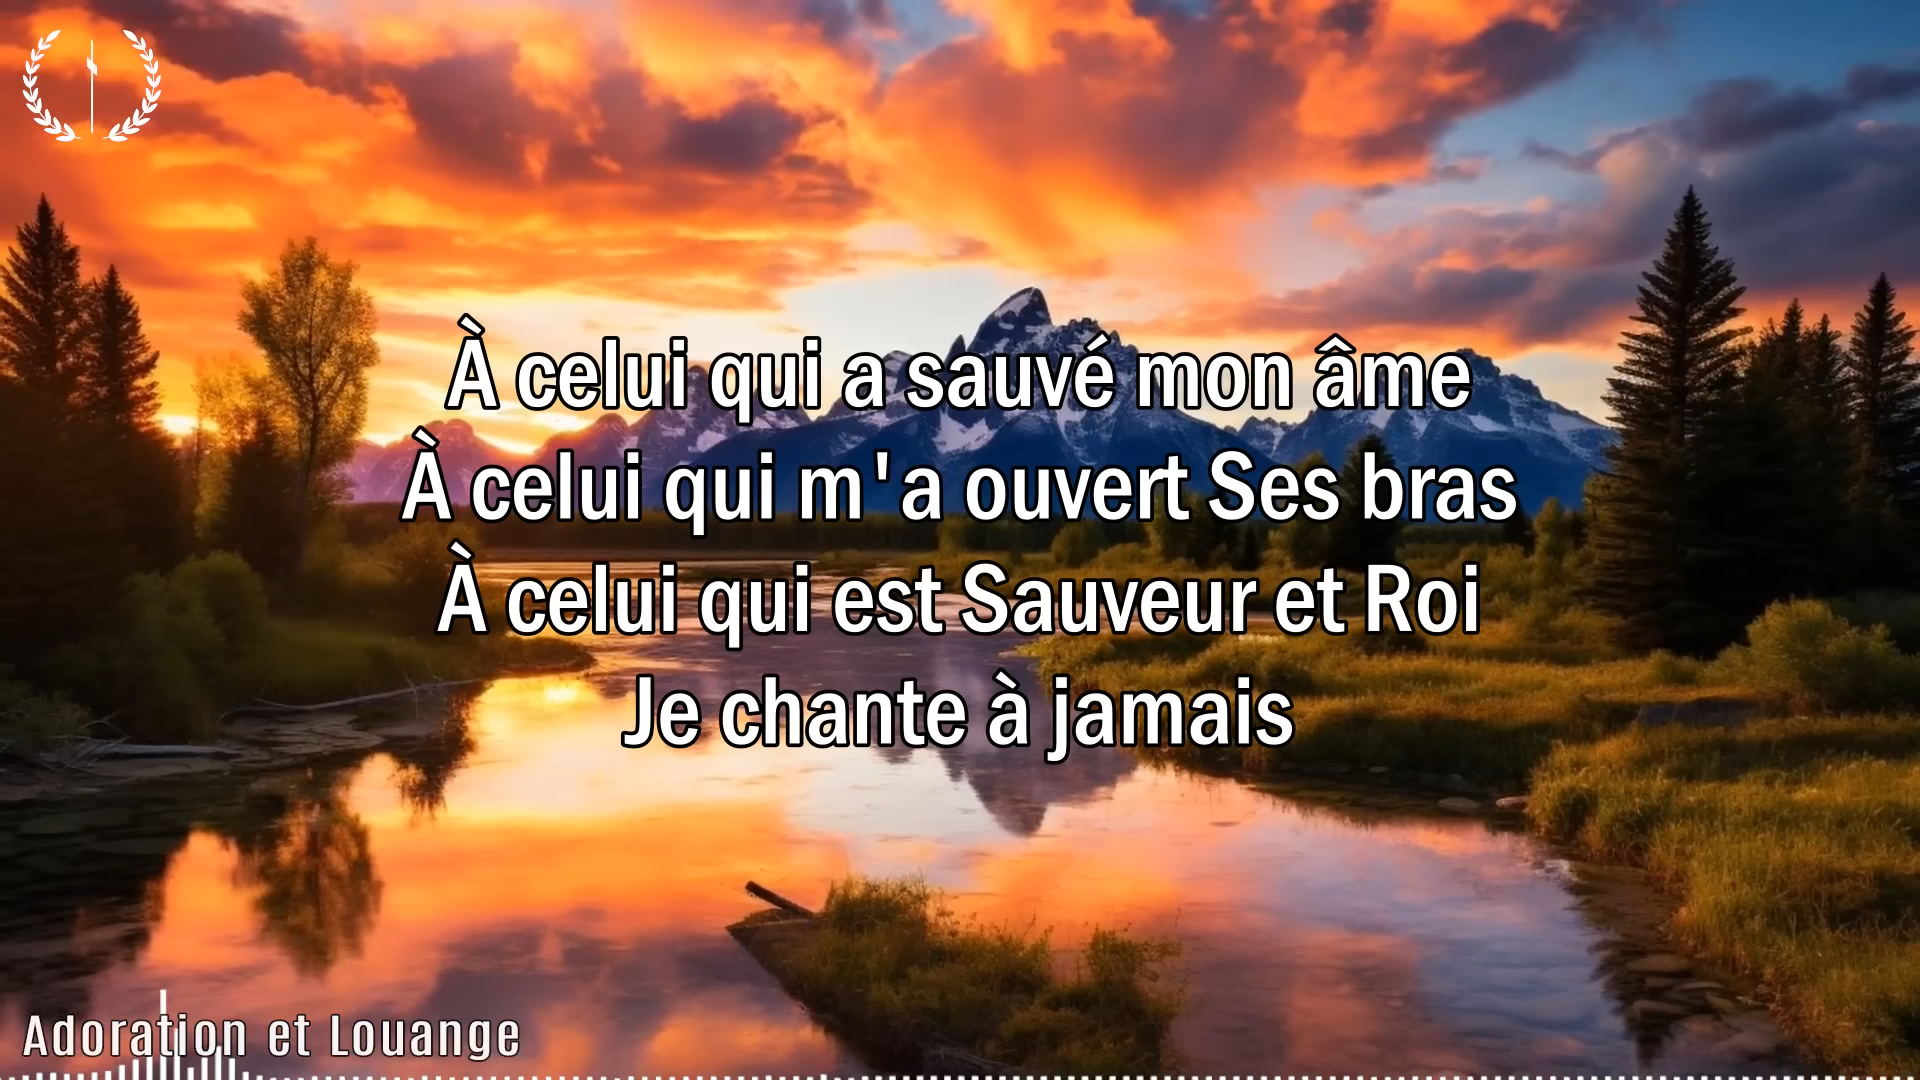 À celui qui a sauvé mon âme
À celui qui m'a ouvert Ses bras
À celui qui est Sauveur et Roi
Je chante à jamais
Adoration et Louange